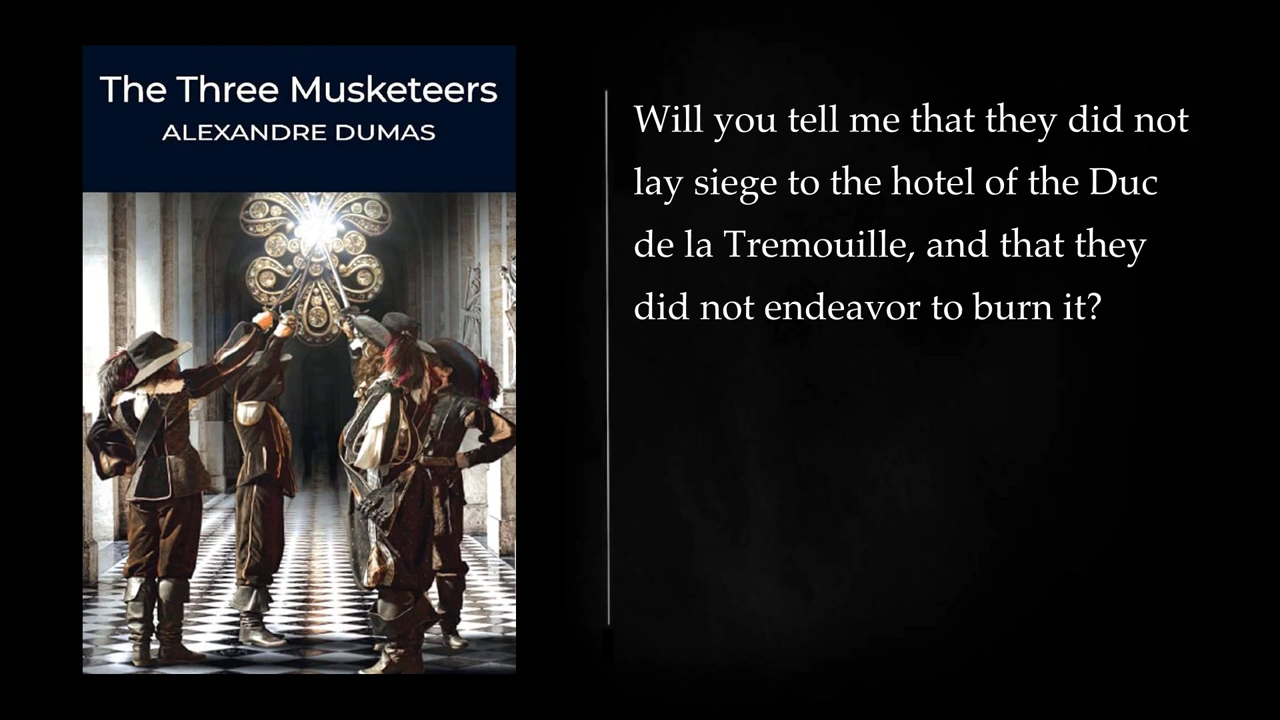 The Three Musketeers
ALEXANDRE DUMAS
Will you tell me that they did not
lay siege to the hotel of the Duc
de la Tremouille, and that they
did not endeavor to burn it?